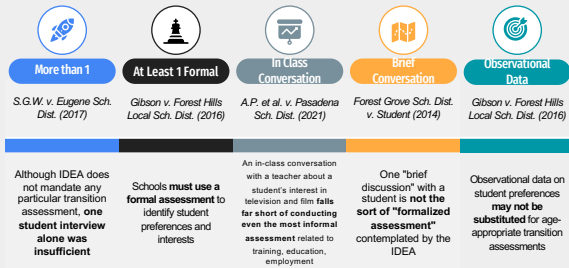 More than 1
S.G.W. v. Eugene Sch.
Dist. (2017)
Although IDEA does
not mandate any
particular transition
assessment, one
student interview
alone was
insufficient
At Least 1 Formal
Gibson v. Forest Hills
Local Sch. Dist. (2016)
Schools must use a
formal assessment to
identify student
preferences and
interests
In Class
Conversation
A.P. et al. v. Pasadena
Sch. Dist. (2021)
An in-class conversation
with a teacher about a
student's interest in
television and film falls
far short of conducting
even the most informal
assessment related to
training, education,
employment
Brief
Conversation
Forest Grove Sch. Dist.
v. Student (2014)
One "brief
discussion" with a
student is not the
sort of "formalized
assessment"
contemplated by the
IDEA
Observational
Data
Gibson v. Forest Hills
Local Sch. Dist. (2016)
Observational data on
student preferences
may not be
substituted for age-
appropriate transition
assessments